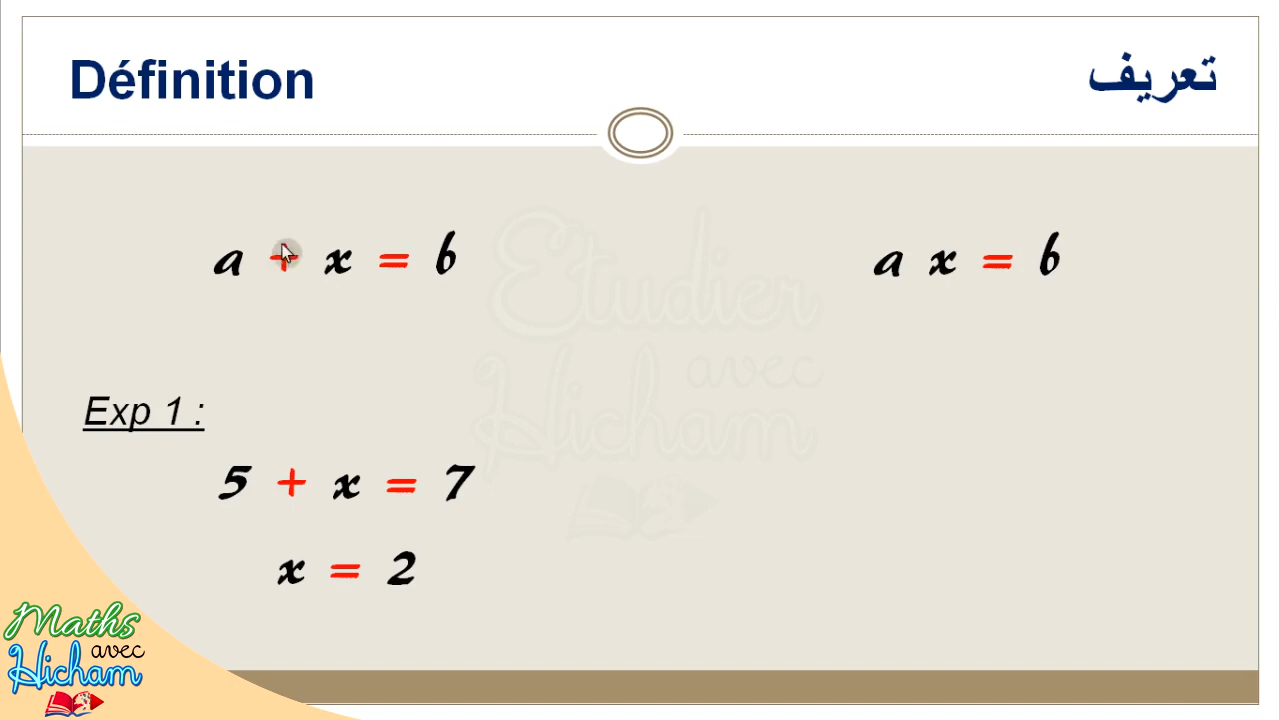 Définition
تعريف
a + x = b
a x = b
Exp 1 :
5 + x = 7
x = 2
Etudier
avec
Hicham
Maths
avec
Hicham